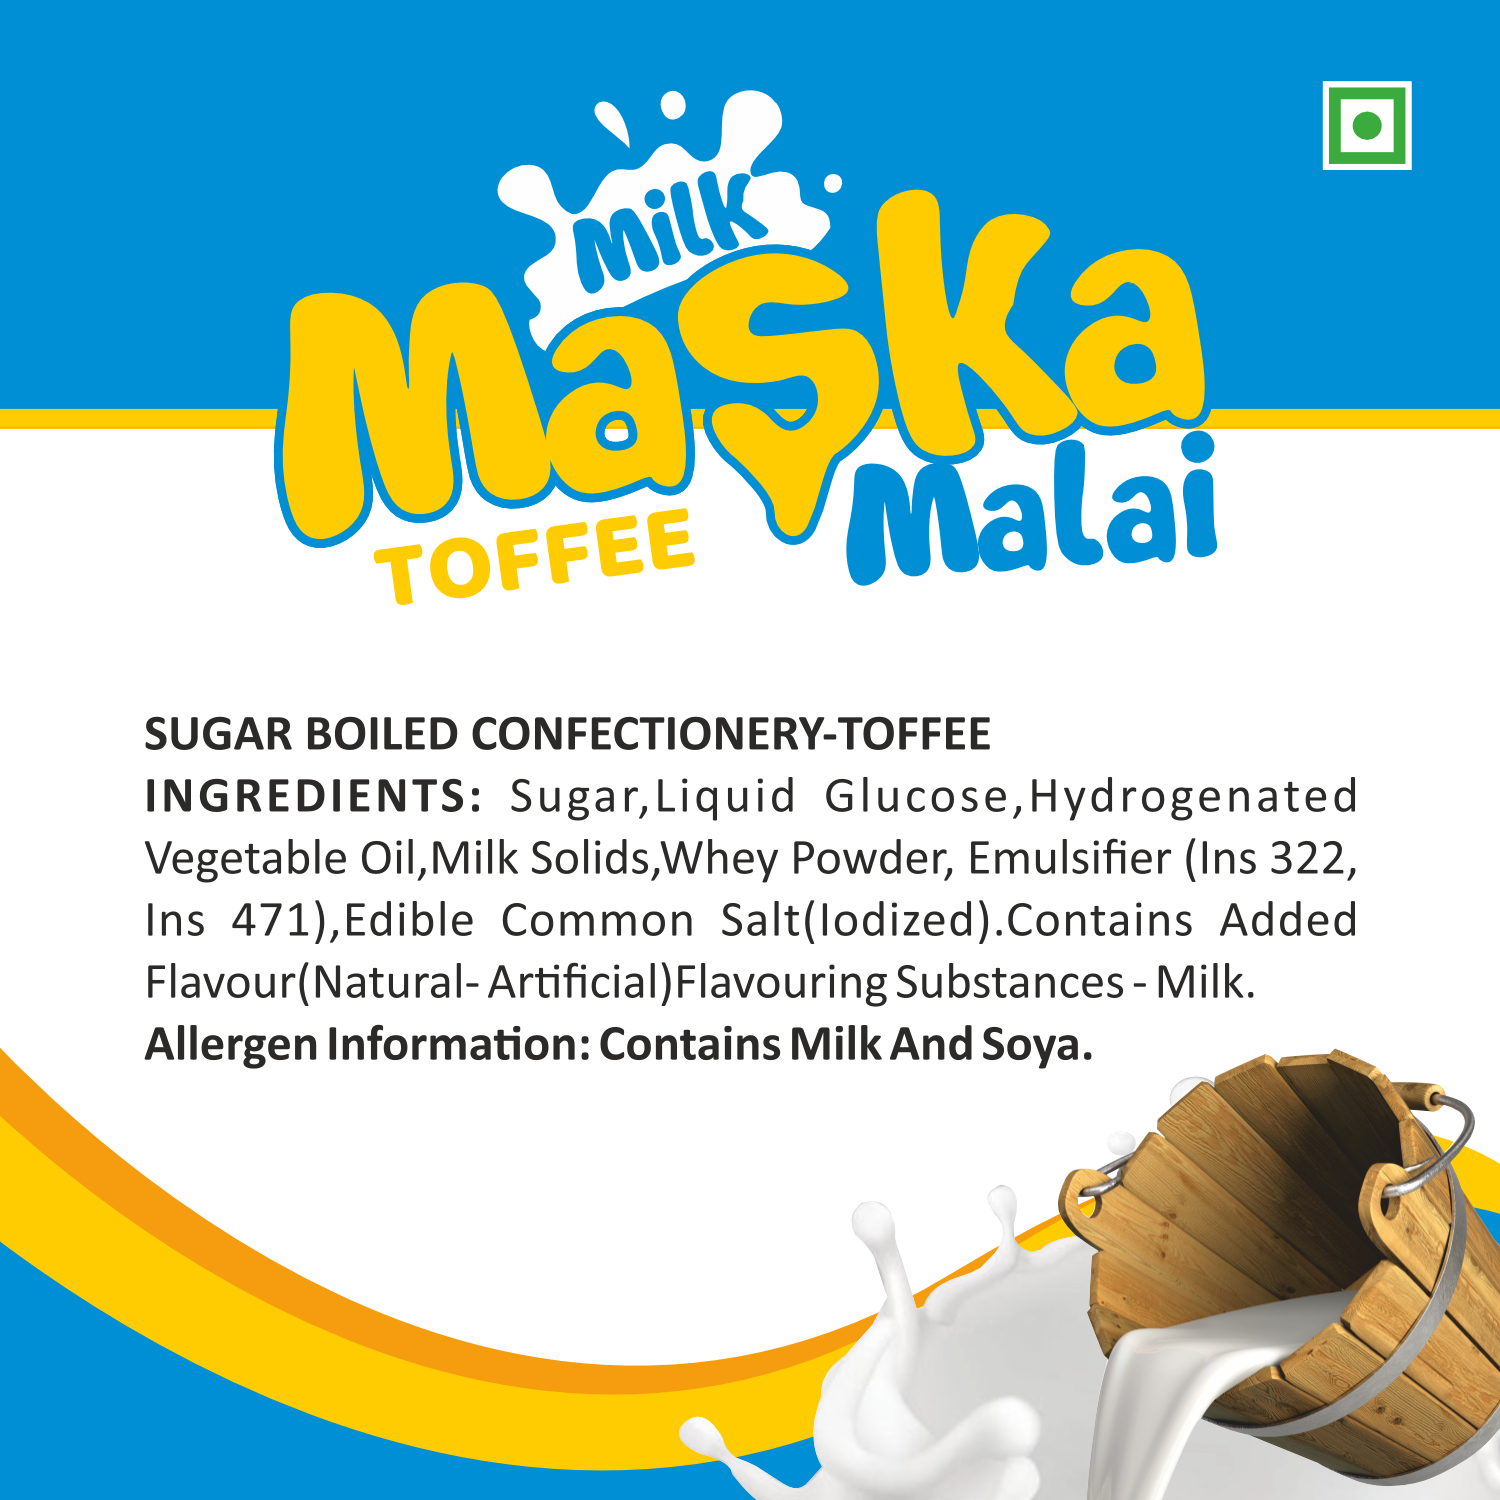 Milk
Maska
TOFFEE
Malai
SUGAR BOILED CONFECTIONERY-TOFFEE
INGREDIENTS: Sugar,Liquid Glucose,Hydrogenated
Vegetable Oil,Milk Solids,Whey Powder, Emulsifier (Ins 322,
Ins 471),Edible Common Salt(Iodized).Contains Added
Flavour(Natural- Artificial)Flavouring Substances - Milk.
Allergen Information: Contains Milk And Soya.